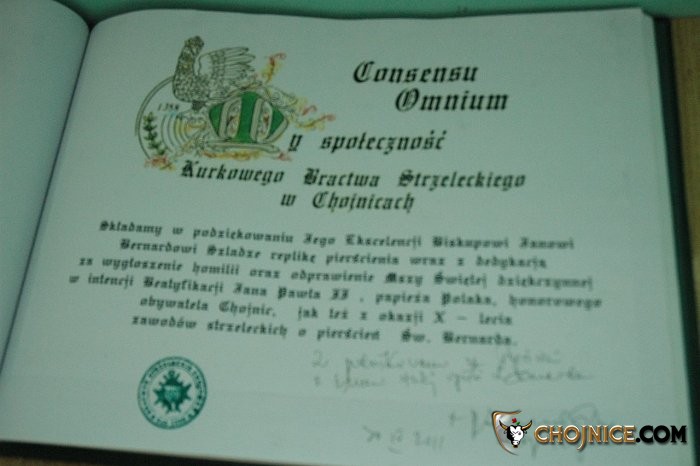 Consensu
Omnium
1384
My społeczność
Kurkowego Bractwa Strzeleckiego
w Chojnicach
Składamy w podziękowaniu Jego Ekscelencji Biskupowi Janowi
Bernardowi Szladze replikę pierścienia wraz z dedykacją
za wygłoszenie homilii oraz odprawienie Mszy Świętej dziękczynnej
w intencji Beatyfikacji Jana Pawła II , papieża Polaka, honorowego
obywatela Chojnic, jak też z okazji X - lecia
zawodów strzeleckich o pierścień Św. Bernarda.
CHOJNICE.COM